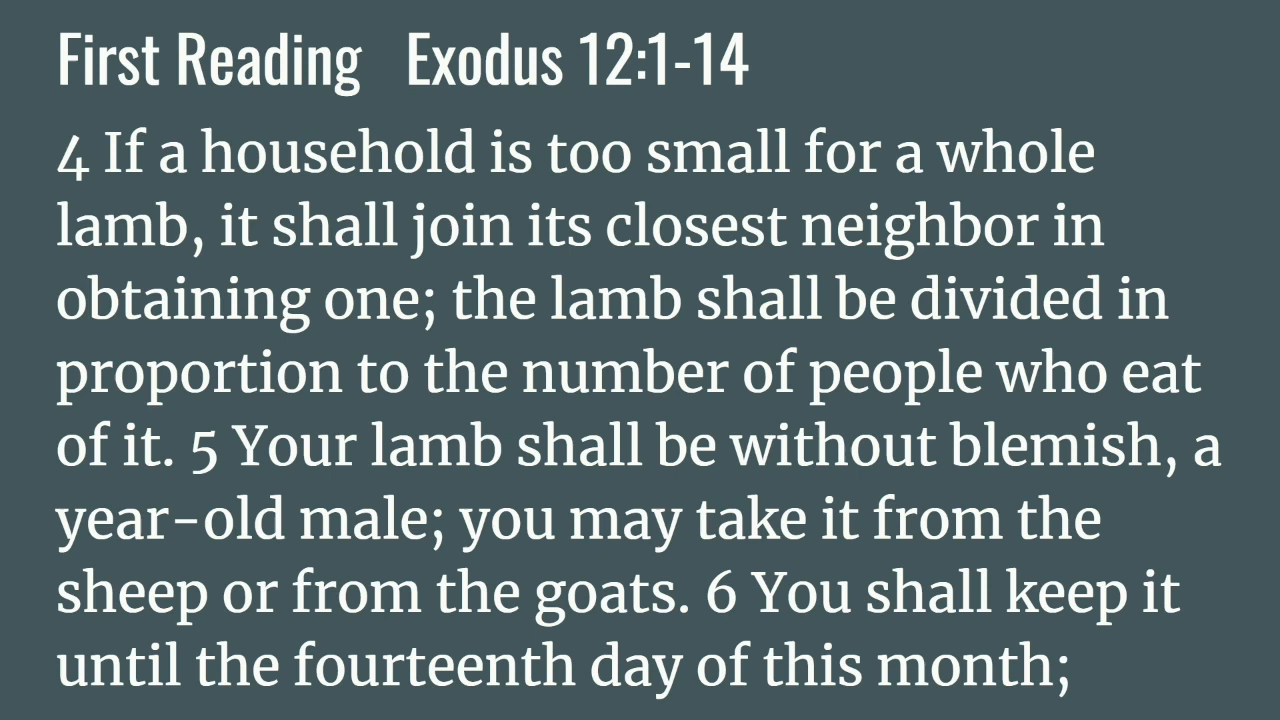 First Reading Exodus 12:1-14
4 If a household is too small for a whole
lamb, it shall join its closest neighbor in
obtaining one; the lamb shall be divided in
proportion to the number of people who eat
of it. 5 Your lamb shall be without blemish, a
year-old male; you may take it from the
sheep or from the goats. 6 You shall keep it
until the fourteenth day of this month;